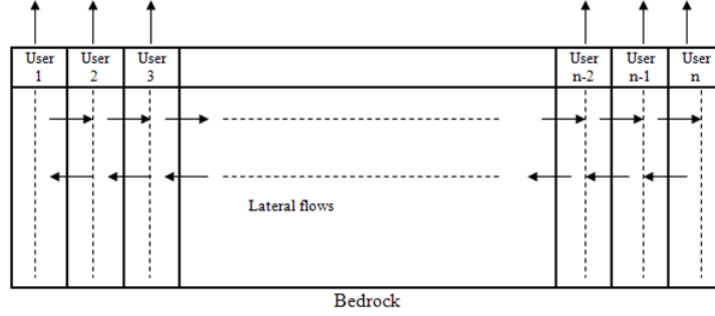 User User User User User User
1 2 3 n-2 n-1 n
Lateral flows
Bedrock